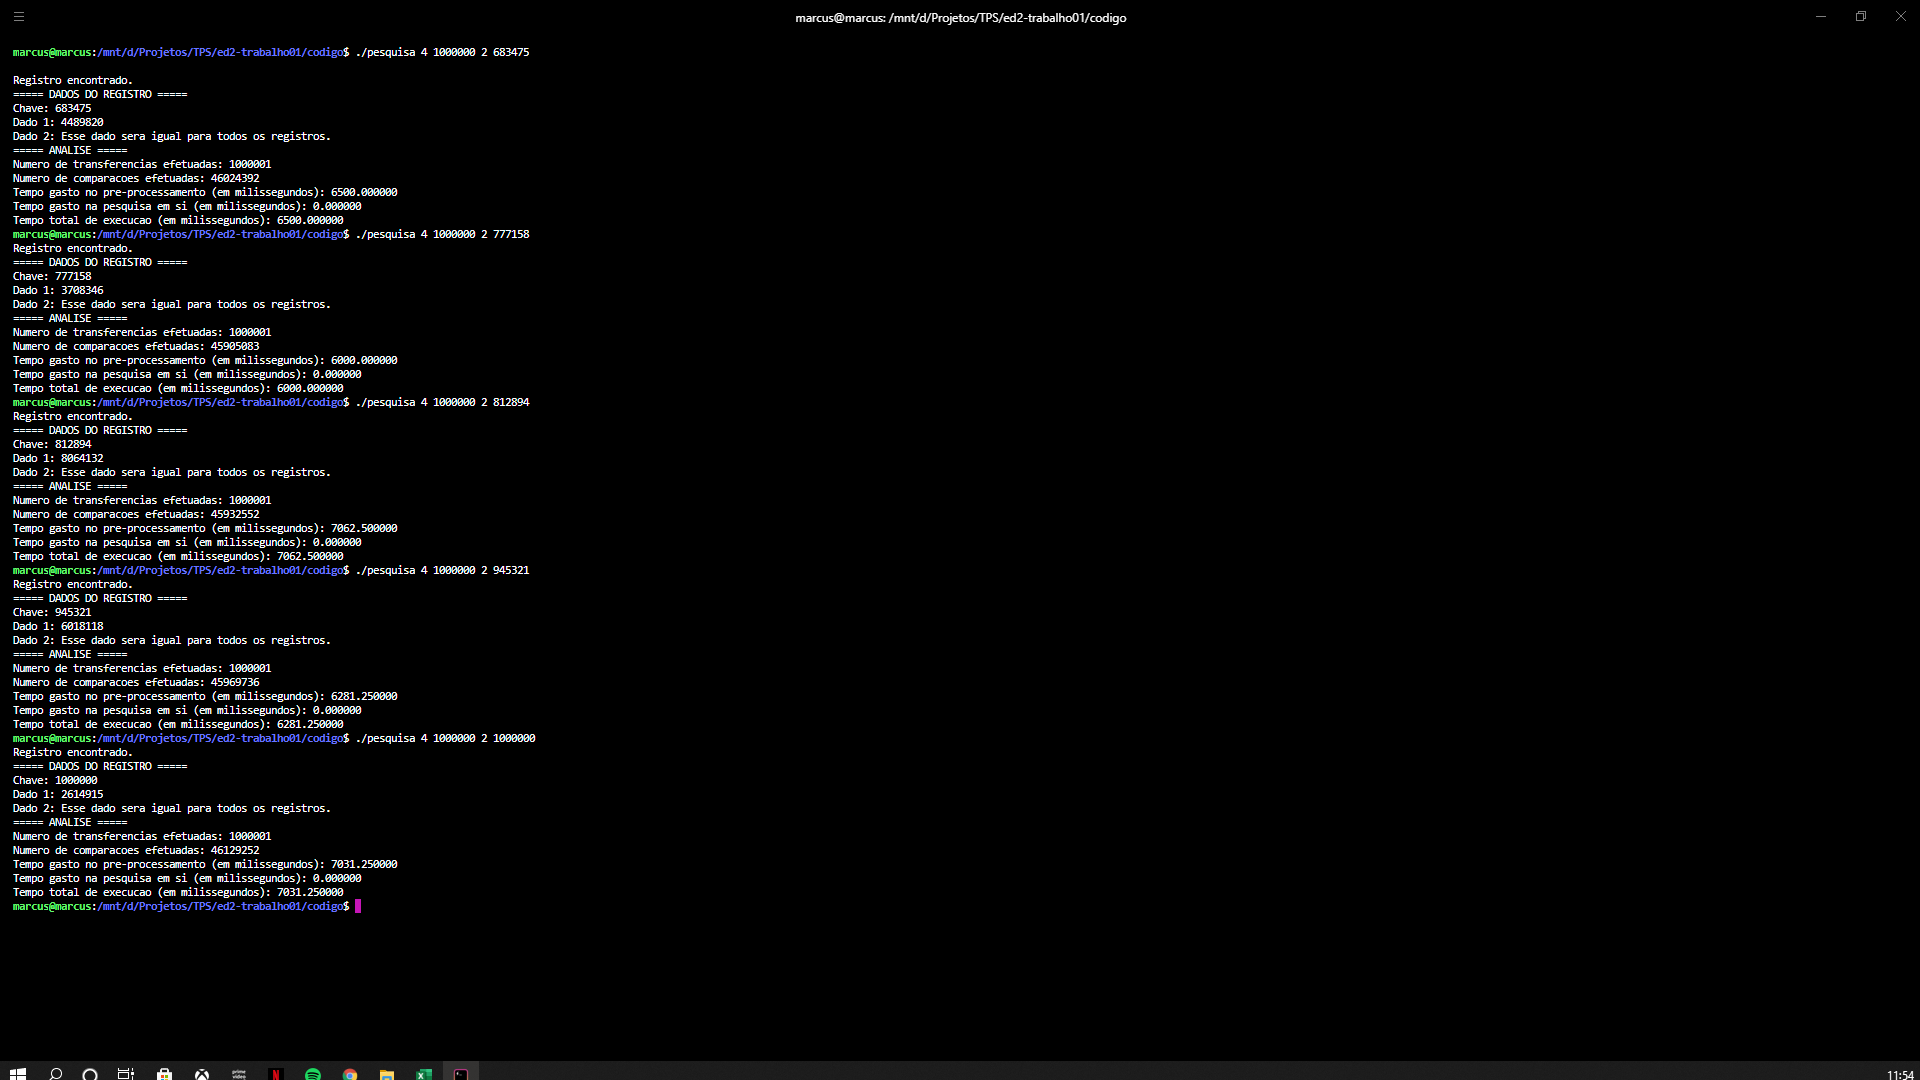 marcus@marcus: /mnt/d/Projetos/TPS/ed2-trabalho01/codigo
marcus@marcus:/mnt/d/Projetos/TPS/ed2-trabalho01/codigo$ ./pesquisa 4 1000000 2 683475
Registro encontrado.
===== DADOS DO REGISTRO =====
Chave: 683475
Dado 1: 4489820
Dado 2: Esse dado sera igual para todos os registros.
===== ANALISE =====
Numero de transferencias efetuadas: 1000001
Numero de comparacoes efetuadas: 46024392
Tempo gasto no pre-processamento (em milissegundos): 6500.000000
Tempo gasto na pesquisa em si (em milissegundos): 0.000000
Tempo total de execucao (em milissegundos): 6500.000000
marcus@marcus:/mnt/d/Projetos/TPS/ed2-trabalho01/codigo$ ./pesquisa 4 1000000 2 777158
Registro encontrado.
===== DADOS DO REGISTRO =====
Chave: 777158
Dado 1: 3708346
Dado 2: Esse dado sera igual para todos os registros.
===== ANALISE =====
Numero de transferencias efetuadas: 1000001
Numero de comparacoes efetuadas: 45905083
Tempo gasto no pre-processamento (em milissegundos): 6000.000000
Tempo gasto na pesquisa em si (em milissegundos): 0.000000
Tempo total de execucao (em milissegundos): 6000.000000
marcus@marcus:/mnt/d/Projetos/TPS/ed2-trabalho01/codigo$ ./pesquisa 4 1000000 2 812894
Registro encontrado.
===== DADOS DO REGISTRO =====
Chave: 812894
Dado 1: 8064132
Dado 2: Esse dado sera igual para todos os registros.
===== ANALISE =====
Numero de transferencias efetuadas: 1000001
Numero de comparacoes efetuadas: 45932552
Tempo gasto no pre-processamento (em milissegundos): 7062.500000
Tempo gasto na pesquisa em si (em milissegundos): 0.000000
Tempo total de execucao (em milissegundos): 7062.500000
marcus@marcus:/mnt/d/Projetos/TPS/ed2-trabalho01/codigo$ ./pesquisa 4 1000000 2 945321
Registro encontrado.
===== DADOS DO REGISTRO =====
Chave: 945321
Dado 1: 6018118
Dado 2: Esse dado sera igual para todos os registros.
===== ANALISE =====
Numero de transferencias efetuadas: 1000001
Numero de comparacoes efetuadas: 45969736
Tempo gasto no pre-processamento (em milissegundos): 6281.250000
Tempo gasto na pesquisa em si (em milissegundos): 0.000000
Tempo total de execucao (em milissegundos): 6281.250000
marcus@marcus:/mnt/d/Projetos/TPS/ed2-trabalho01/codigo$ ./pesquisa 4 1000000 2 1000000
Registro encontrado.
===== DADOS DO REGISTRO =====
Chave: 1000000
Dado 1: 2614915
Dado 2: Esse dado sera igual para todos os registros.
===== ANALISE =====
Numero de transferencias efetuadas: 1000001
Numero de comparacoes efetuadas: 46129252
Tempo gasto no pre-processamento (em milissegundos): 7031.250000
Tempo gasto na pesquisa em si (em milissegundos): 0.000000
Tempo total de execucao (em milissegundos): 7031.250000
marcus@marcus:/mnt/d/Projetos/TPS/ed2-trabalho01/codigo$
prime video
11:54